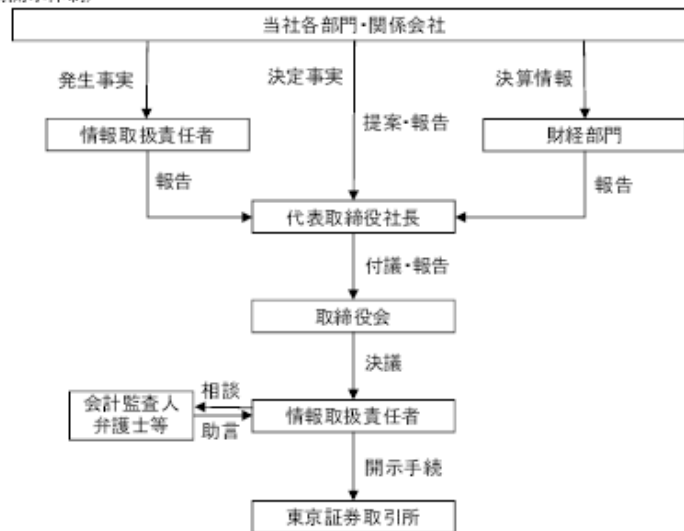 当社各部門・関係会社
発生事実
決定事実
決算情報
提案・報告
情報取扱責任者
財経部門
報告
報告
代表取締役社長
付議・報告
取締役会
決議
相談
会計監査人
弁護士等
情報取扱責任者
助言
開示手続
東京証券取引所